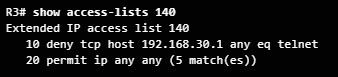 R3# show access-lists 140
Extended IP access list 140
    10 deny tcp host 192.168.30.1 any eq telnet
    20 permit ip any any (5 match(es))